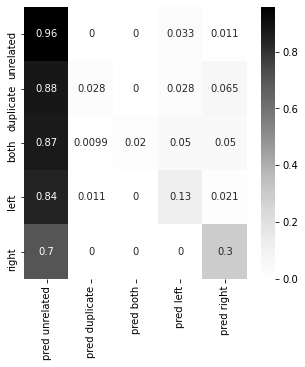 unrelated 0.96 0 0 0.033 0.011
duplicate 0.88 0.028 0 0.028 0.065
both 0.87 0.0099 0.02 0.05 0.05
left 0.84 0.011 0 0.13 0.021
right 0.7 0 0 0 0.3
pred unrelated
pred duplicate
pred both
pred left
pred right
0.8
0.6
0.4
0.2
0.0